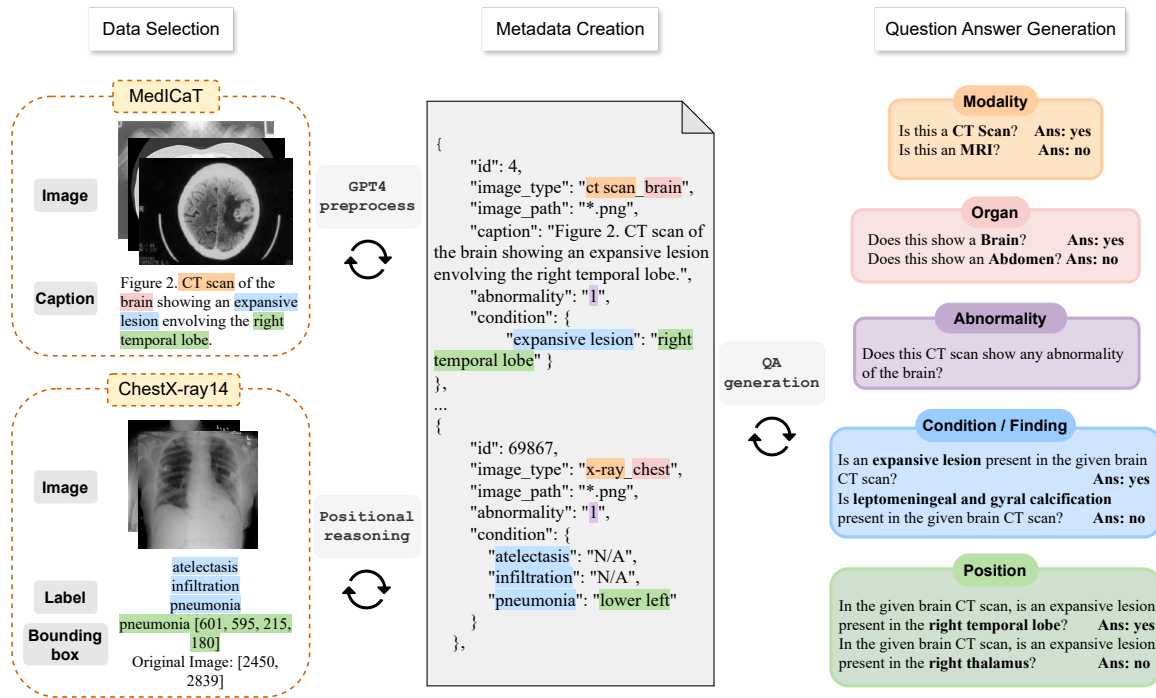 Data Selection
Metadata Creation
Question Answer Generation
MedICaT
Image
Caption
Figure 2. CT scan of the
brain showing an expansive
lesion envolving the right
temporal lobe.
ChestX-ray14
Image
Label
atelectasis
infiltration
pneumonia
Bounding
box
pneumonia [601, 595, 215,
180]
Original Image: [2450,
2839]
GPT4
preprocess
Positional
reasoning
{
"id": 4,
"image_type": "ct scan_brain",
"image_path": "*.png",
"caption": "Figure 2. CT scan of
the brain showing an expansive lesion
envolving the right temporal lobe.",
"abnormality": "1",
"condition": {
"expansive lesion": "right
temporal lobe" }
},
...
{
"id": 69867,
"image_type": "x-ray_chest",
"image_path": "*.png",
"abnormality": "1",
"condition": {
"atelectasis": "N/A",
"infiltration": "N/A",
"pneumonia": "lower left"
}
},
QA
generation
Modality
Is this a CT Scan? Ans: yes
Is this an MRI? Ans: no
Organ
Does this show a Brain? Ans: yes
Does this show an Abdomen? Ans: no
Abnormality
Does this CT scan show any abnormality
of the brain?
Condition / Finding
Is an expansive lesion present in the given brain
CT scan? Ans: yes
Is leptomeningeal and gyral calcification
present in the given brain CT scan? Ans: no
Position
In the given brain CT scan, is an expansive lesion
present in the right temporal lobe? Ans: yes
In the given brain CT scan, is an expansive lesion
present in the right thalamus? Ans: no